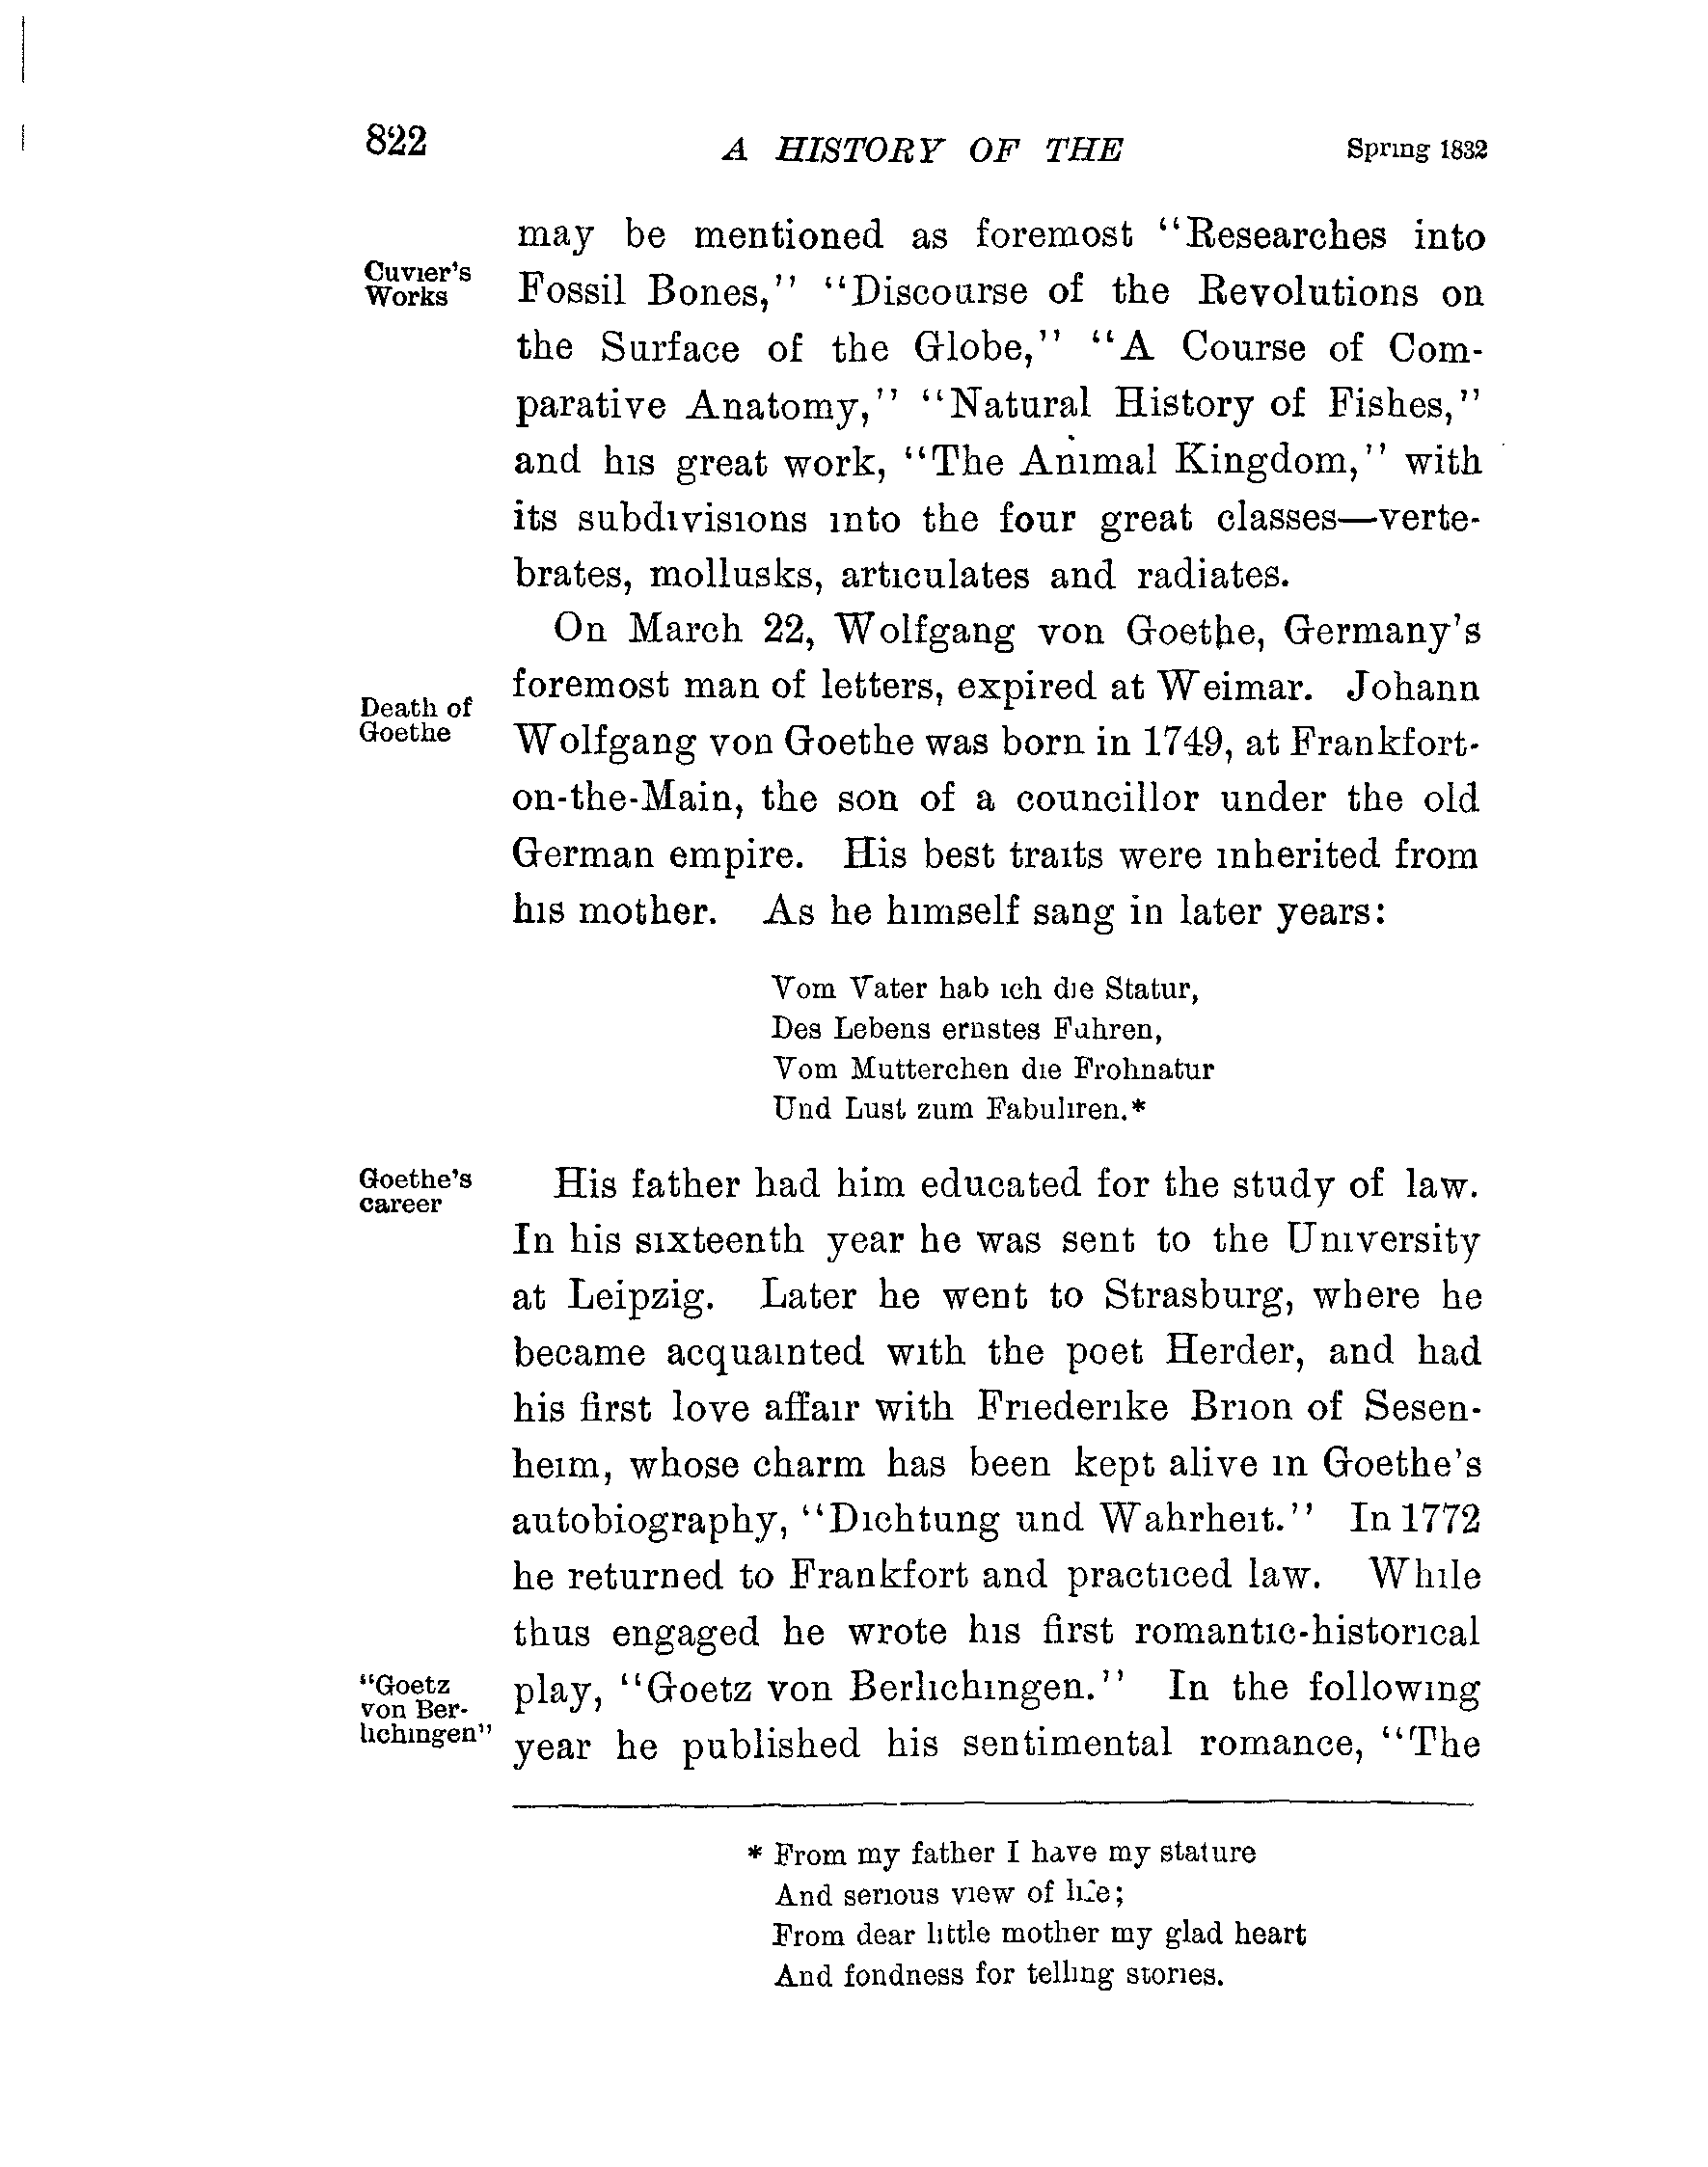 822 A HISTORY OF THE Spring 1832
may be mentioned as foremost "Researches into
Cuvier's
Works
Fossil Bones," "Discourse of the Revolutions on
the Surface of the Globe," "A Course of Com-
parative Anatomy," "Natural History of Fishes,"
and his great work, "The Animal Kingdom," with
its subdivisions into the four great classes—verte-
brates, mollusks, articulates and radiates.
On March 22, Wolfgang von Goethe, Germany's
foremost man of letters, expired at Weimar. Johann
Death of
Goethe
Wolfgang von Goethe was born in 1749, at Frankfort-
on-the-Main, the son of a councillor under the old
German empire. His best traits were inherited from
his mother. As he himself sang in later years:
Vom Vater hab ich die Statur,
Des Lebens ernstes Fuhren,
Vom Mutterchen die Frohnatur
Und Lust zum Fabuliren.*
Goethe's
career
His father had him educated for the study of law.
In his sixteenth year he was sent to the University
at Leipzig. Later he went to Strasburg, where he
became acquainted with the poet Herder, and had
his first love affair with Friederike Brion of Sesen-
heim, whose charm has been kept alive in Goethe's
autobiography, "Dichtung und Wahrheit." In 1772
he returned to Frankfort and practiced law. While
thus engaged he wrote his first romantic-historical
"Goetz
von Ber-
lichingen"
play, "Goetz von Berlichingen." In the following
year he published his sentimental romance, "The
* From my father I have my stature
And serious view of life;
From dear little mother my glad heart
And fondness for telling stories.